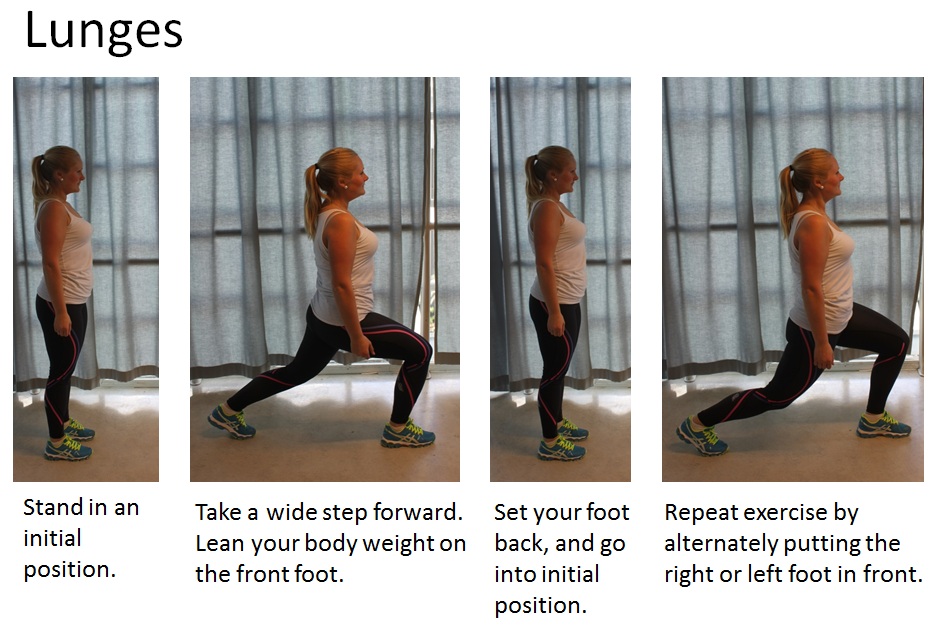 Lunges
Stand in an
initial
position.
Take a wide step forward.
Lean your body weight on
the front foot.
Set your foot
back, and go
into initial
position.
Repeat exercise by
alternately putting the
right or left foot in front.